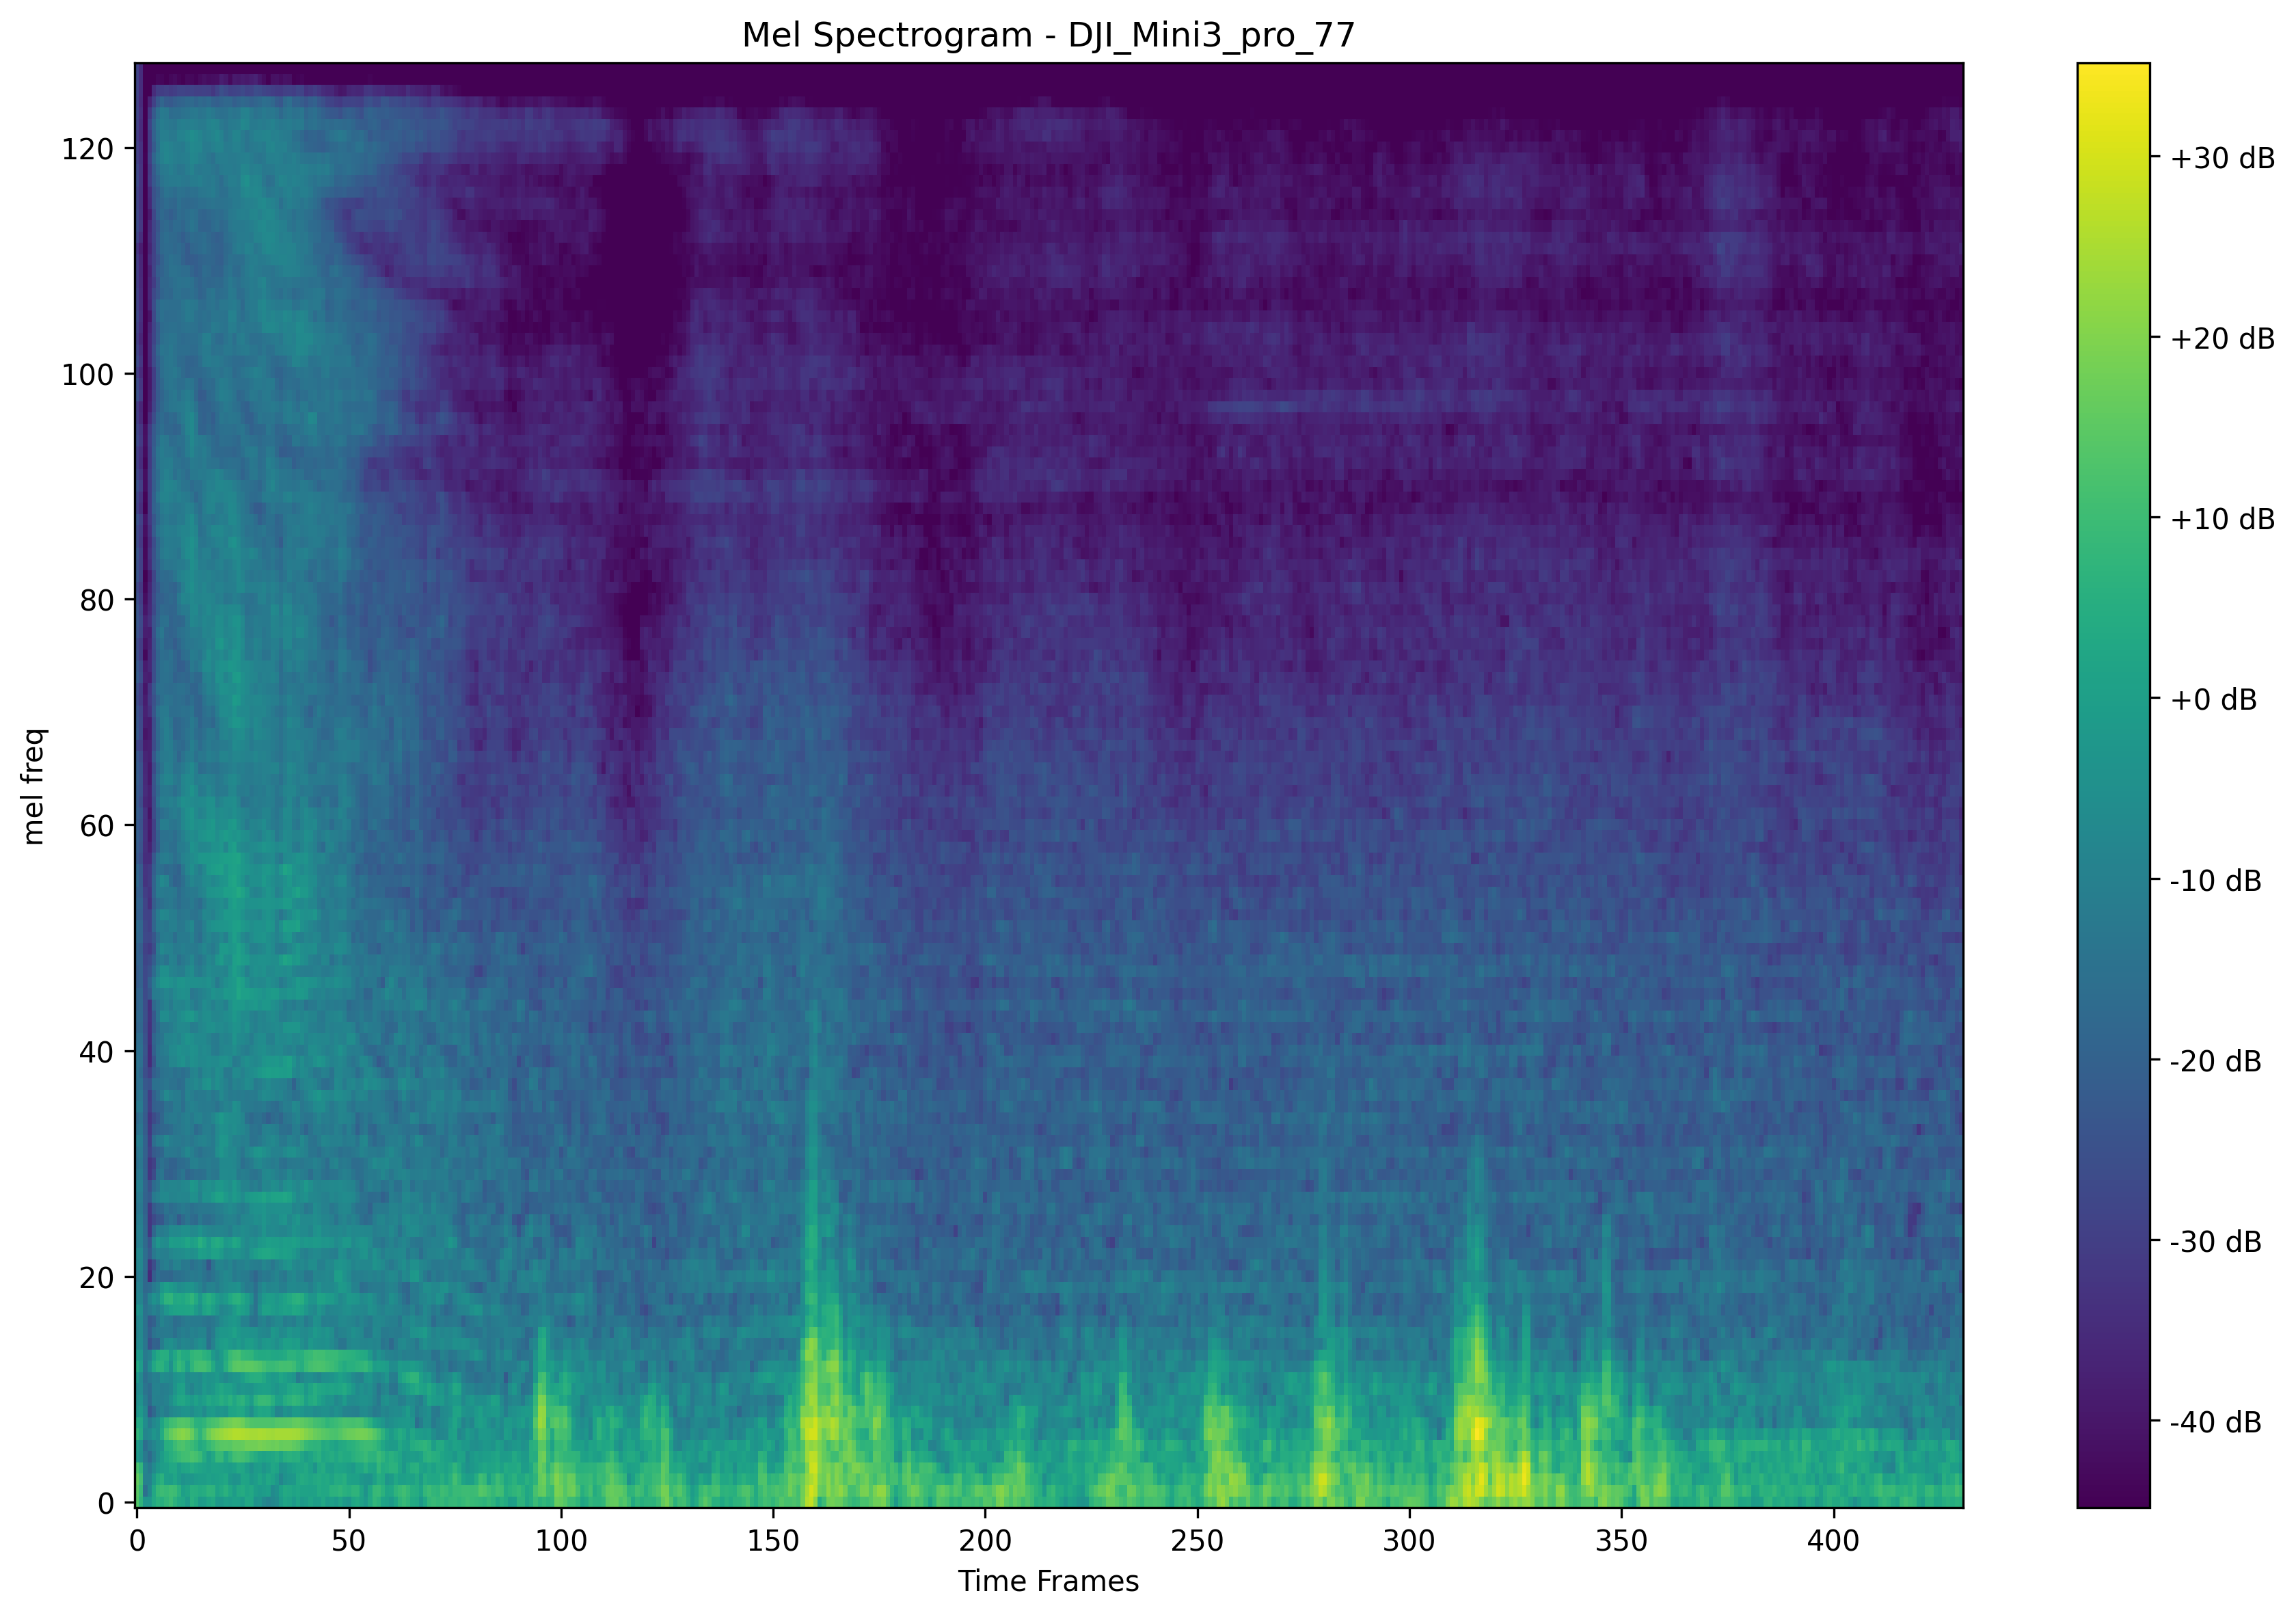 Mel Spectrogram - DJI_Mini3_pro_77
mel freq
120
100
80
60
40
20
0
0 50 100 150 200 250 300 350 400
Time Frames
+30 dB
+20 dB
+10 dB
+0 dB
-10 dB
-20 dB
-30 dB
-40 dB